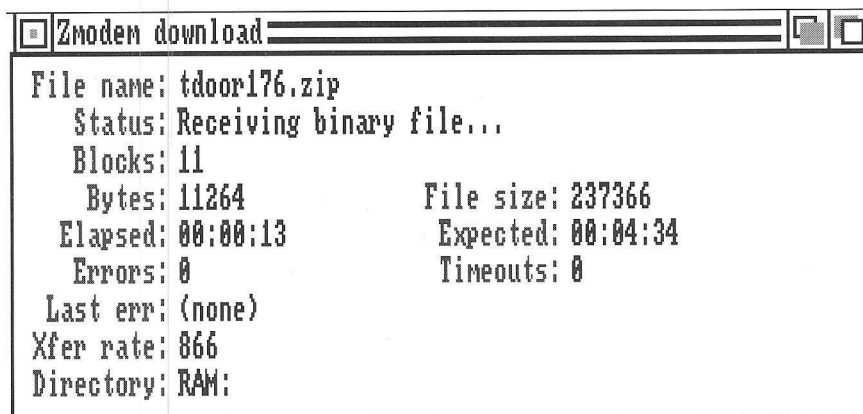 Zmodem download
File name: tdoor176.zip
Status: Receiving binary file...
Blocks: 11
Bytes: 11264 File size: 237366
Elapsed: 00:00:13 Expected: 00:04:34
Errors: 0 Timeouts: 0
Last err: (none)
Xfer rate: 866
Directory: RAM: